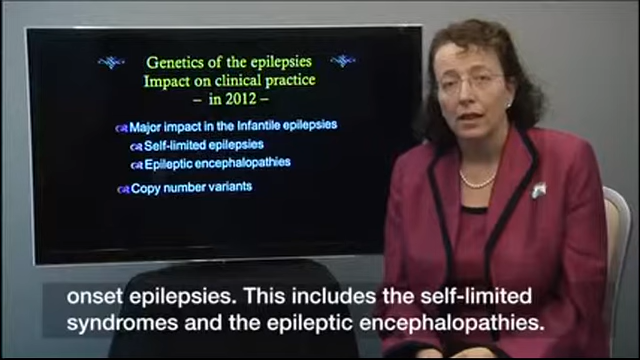 Genetics of the epilepsies
Impact on clinical practice
– in 2012 –
Major impact in the Infantile epilepsies
Self-limited epilepsies
Epileptic encephalopathies
Copy number variants
onset epilepsies. This includes the self-limited
syndromes and the epileptic encephalopathies.